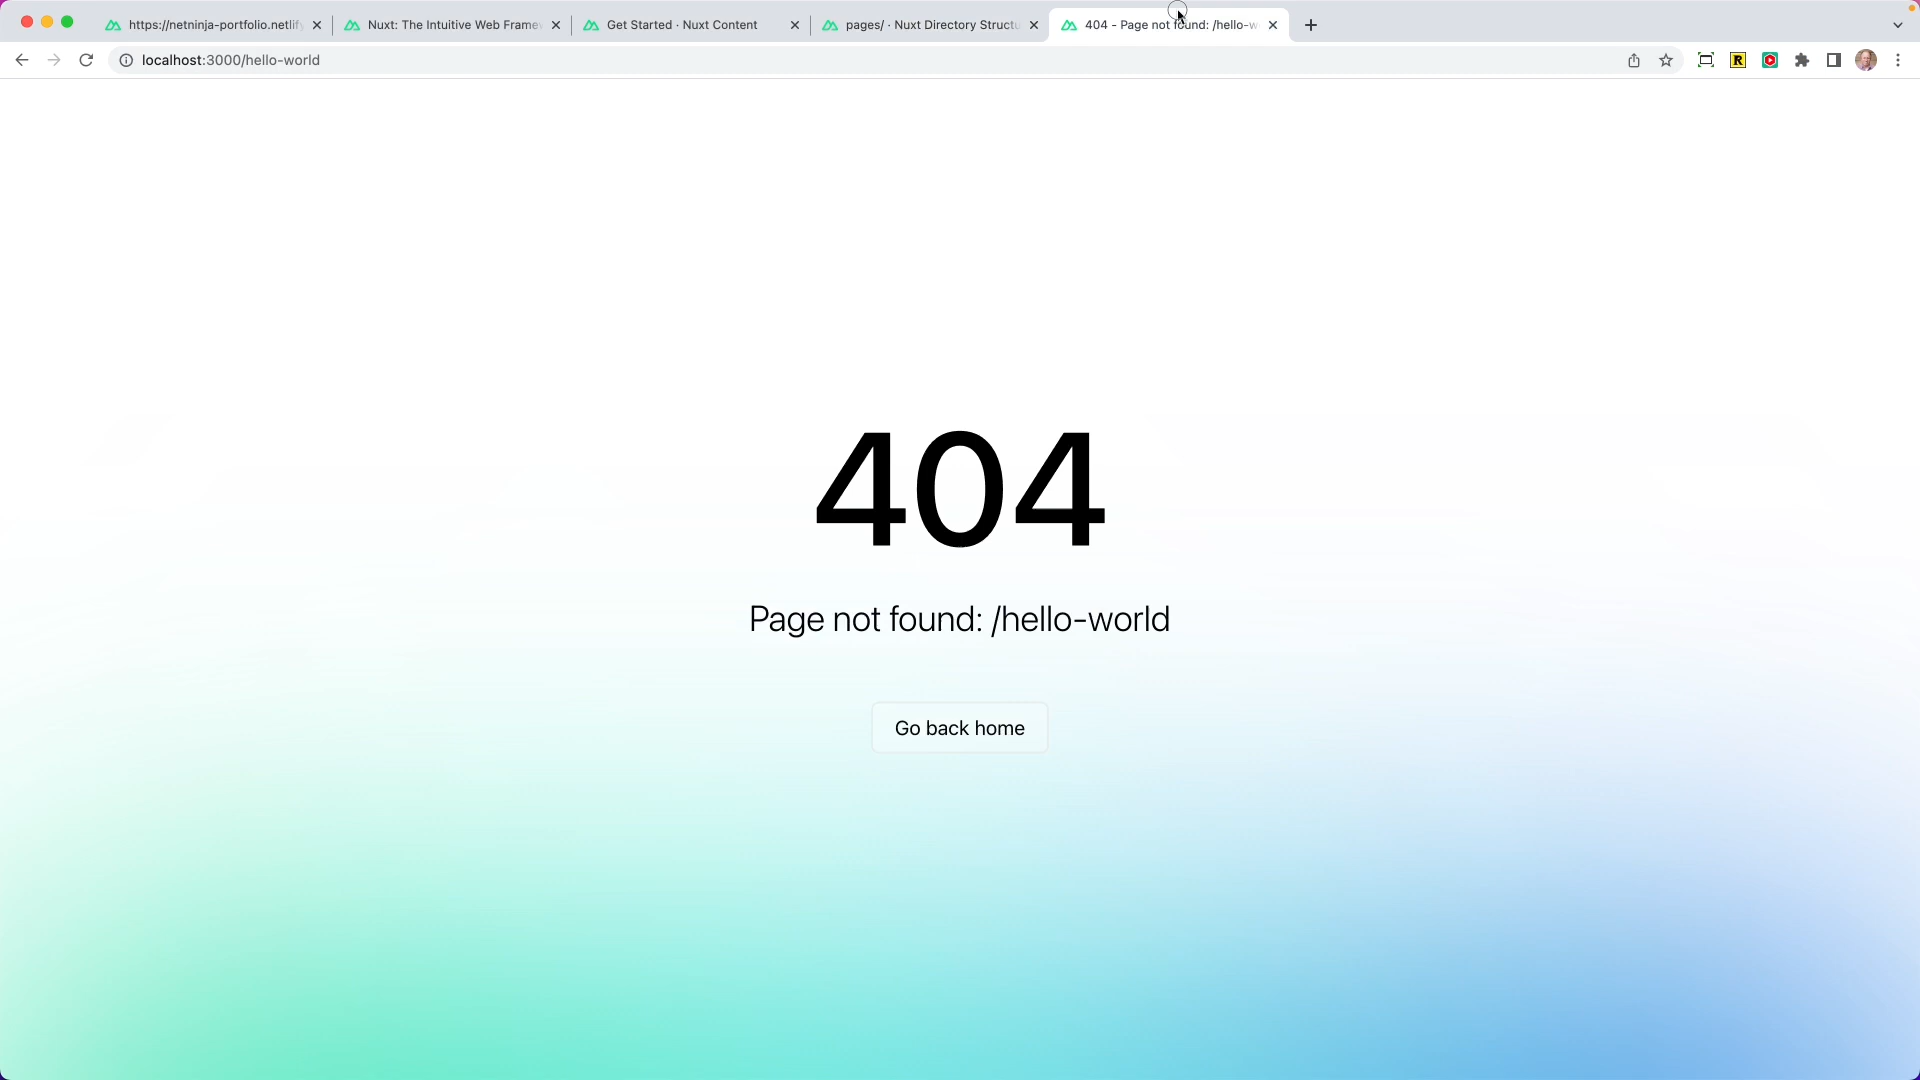 https://netninja-portfolio.netlify
Nuxt: The Intuitive Web Framew
Get Started · Nuxt Content
pages/ · Nuxt Directory Structu
404 - Page not found: /hello-w
localhost:3000/hello-world
R
404
Page not found: /hello-world
Go back home